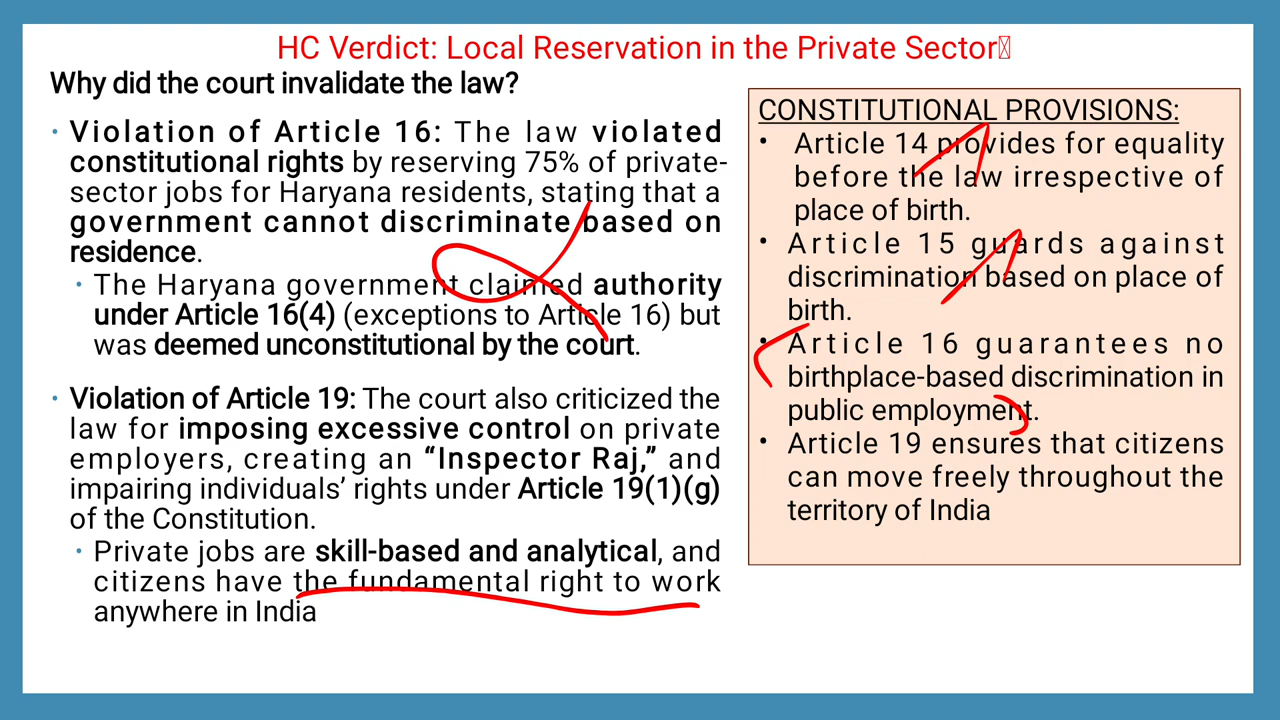 HC Verdict: Local Reservation in the Private Sector
Why did the court invalidate the law?
• Violation of Article 16: The law violated
constitutional rights by reserving 75% of private-
sector jobs for Haryana residents, stating that a
government cannot discriminate based on
residence.
• The Haryana government claimed authority
under Article 16(4) (exceptions to Article 16) but
was deemed unconstitutional by the court.
• Violation of Article 19: The court also criticized the
law for imposing excessive control on private
employers, creating an “Inspector Raj,” and
impairing individuals’ rights under Article 19(1)(g)
of the Constitution.
• Private jobs are skill-based and analytical, and
citizens have the fundamental right to work
anywhere in India
CONSTITUTIONAL PROVISIONS:
• Article 14 provides for equality
before the law irrespective of
place of birth.
• Article 15 guards against
discrimination based on place of
birth.
• Article 16 guarantees no
birthplace-based discrimination in
public employment.
• Article 19 ensures that citizens
can move freely throughout the
territory of India